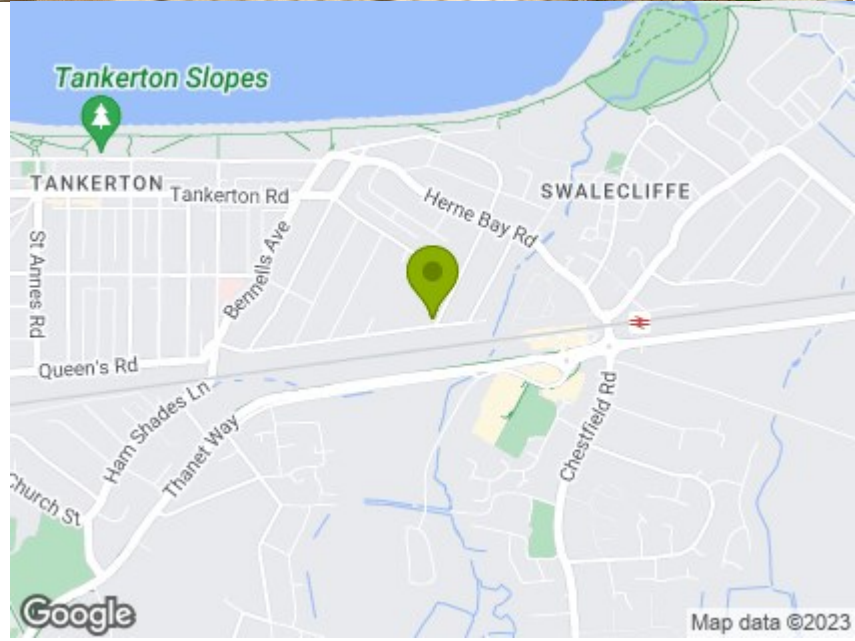 Tankerton Slopes
TANKERTON
Tankerton Rd
St Annes Rd
Bennells Ave
Herne Bay Rd
SWALECLIFFE
Queen's Rd
Ham Shades Ln
Thanet Way
Church St
Chestfield Rd
Google
Map data ©2023